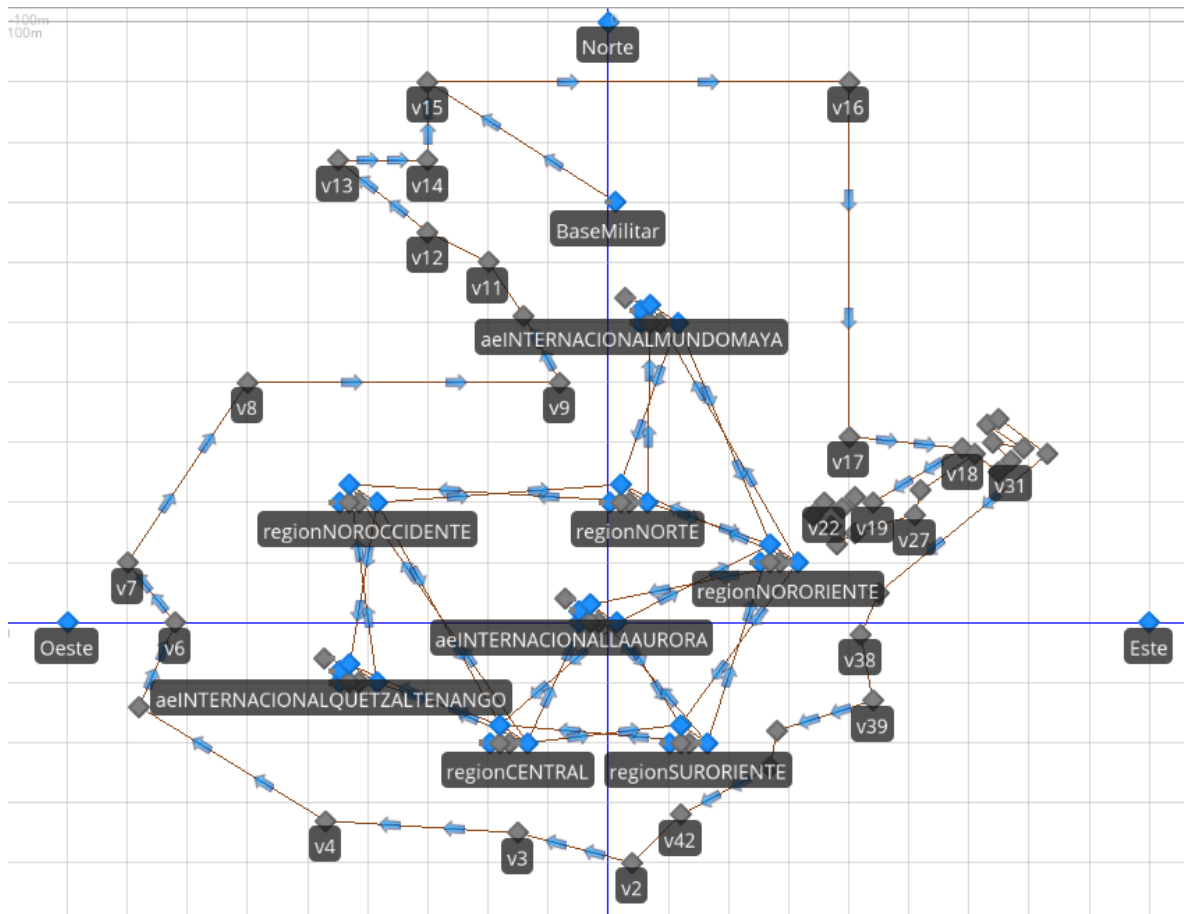 -100m
100m
Norte
v15
v16
v13
v14
BaseMilitar
v12
v11
aeINTERNACIONALMUNDOMAYA
v8
v9
v17
v18
v31
v22
v19
v27
regionNOROCCIDENTE
regionNORTE
v7
regionNORORIENTE
Oeste
v6
aeINTERNACIONALLAAURORA
v38
Este
aeINTERNACIONALQUETZALTENANGO
v39
regionCENTRAL
regionSURORIENTE
v4
v3
v42
v2